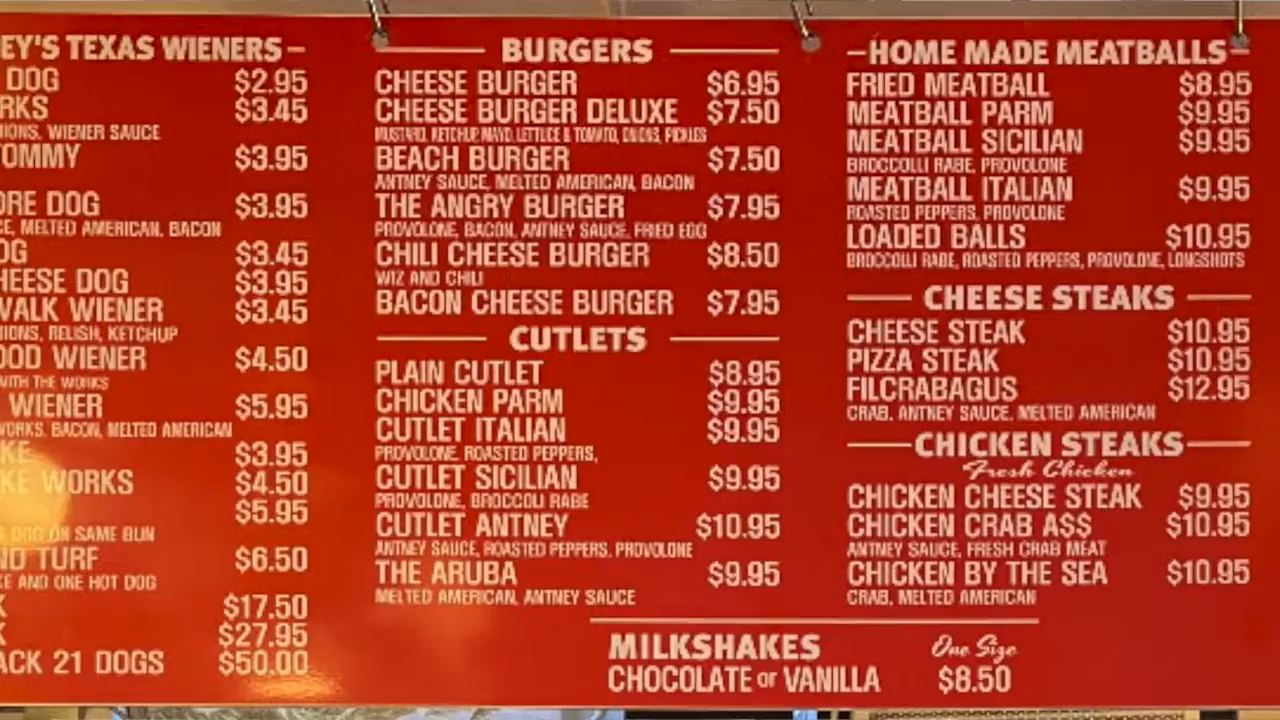 EY'S TEXAS WIENERS
DOG $2.95
RKS $3.45
IONS, WIENER SAUCE
TOMMY $3.95
ORE DOG $3.95
CE, MELTED AMERICAN, BACON
OG $3.45
HEESE DOG $3.95
WALK WIENER $3.45
IONS, RELISH, KETCHUP
OOD WIENER $4.50
WITH THE WORKS
WIENER $5.95
WORKS, BACON, MELTED AMERICAN
KE $3.95
KE WORKS $4.50
$5.95
DOG ON SAME BUN
ND TURF $6.50
KE AND ONE HOT DOG
K $17.50
K $27.95
ACK 21 DOGS $50.00
BURGERS
CHEESE BURGER $6.95
CHEESE BURGER DELUXE $7.50
MUSTARD, KETCHUP, MAYO, LETTUCE & TOMATO, ONIONS, PICKLES
BEACH BURGER $7.50
ANTNEY SAUCE, MELTED AMERICAN, BACON
THE ANGRY BURGER $7.95
PROVOLONE, BACON, ANTNEY SAUCE, FRIED EGG
CHILI CHEESE BURGER $8.50
WIZ AND CHILI
BACON CHEESE BURGER $7.95
CUTLETS
PLAIN CUTLET $8.95
CHICKEN PARM $9.95
CUTLET ITALIAN $9.95
PROVOLONE, ROASTED PEPPERS,
CUTLET SICILIAN $9.95
PROVOLONE, BROCCOLI RABE
CUTLET ANTNEY $10.95
ANTNEY SAUCE, ROASTED PEPPERS, PROVOLONE
THE ARUBA $9.95
MELTED AMERICAN, ANTNEY SAUCE
HOME MADE MEATBALLS
FRIED MEATBALL $8.95
MEATBALL PARM $9.95
MEATBALL SICILIAN $9.95
BROCCOLLI RABE, PROVOLONE
MEATBALL ITALIAN $9.95
ROASTED PEPPERS, PROVOLONE
LOADED BALLS $10.95
BROCCOLLI RABE, ROASTED PEPPERS, PROVOLONE, LONGSHOTS
CHEESE STEAKS
CHEESE STEAK $10.95
PIZZA STEAK $10.95
FILCRABAGUS $12.95
CRAB, ANTNEY SAUCE, MELTED AMERICAN
CHICKEN STEAKS
Fresh Chicken
CHICKEN CHEESE STEAK $9.95
CHICKEN CRAB A$$ $10.95
ANTNEY SAUCE, FRESH CRAB MEAT
CHICKEN BY THE SEA $10.95
CRAB, MELTED AMERICAN
MILKSHAKES One Size
CHOCOLATE or VANILLA $8.50